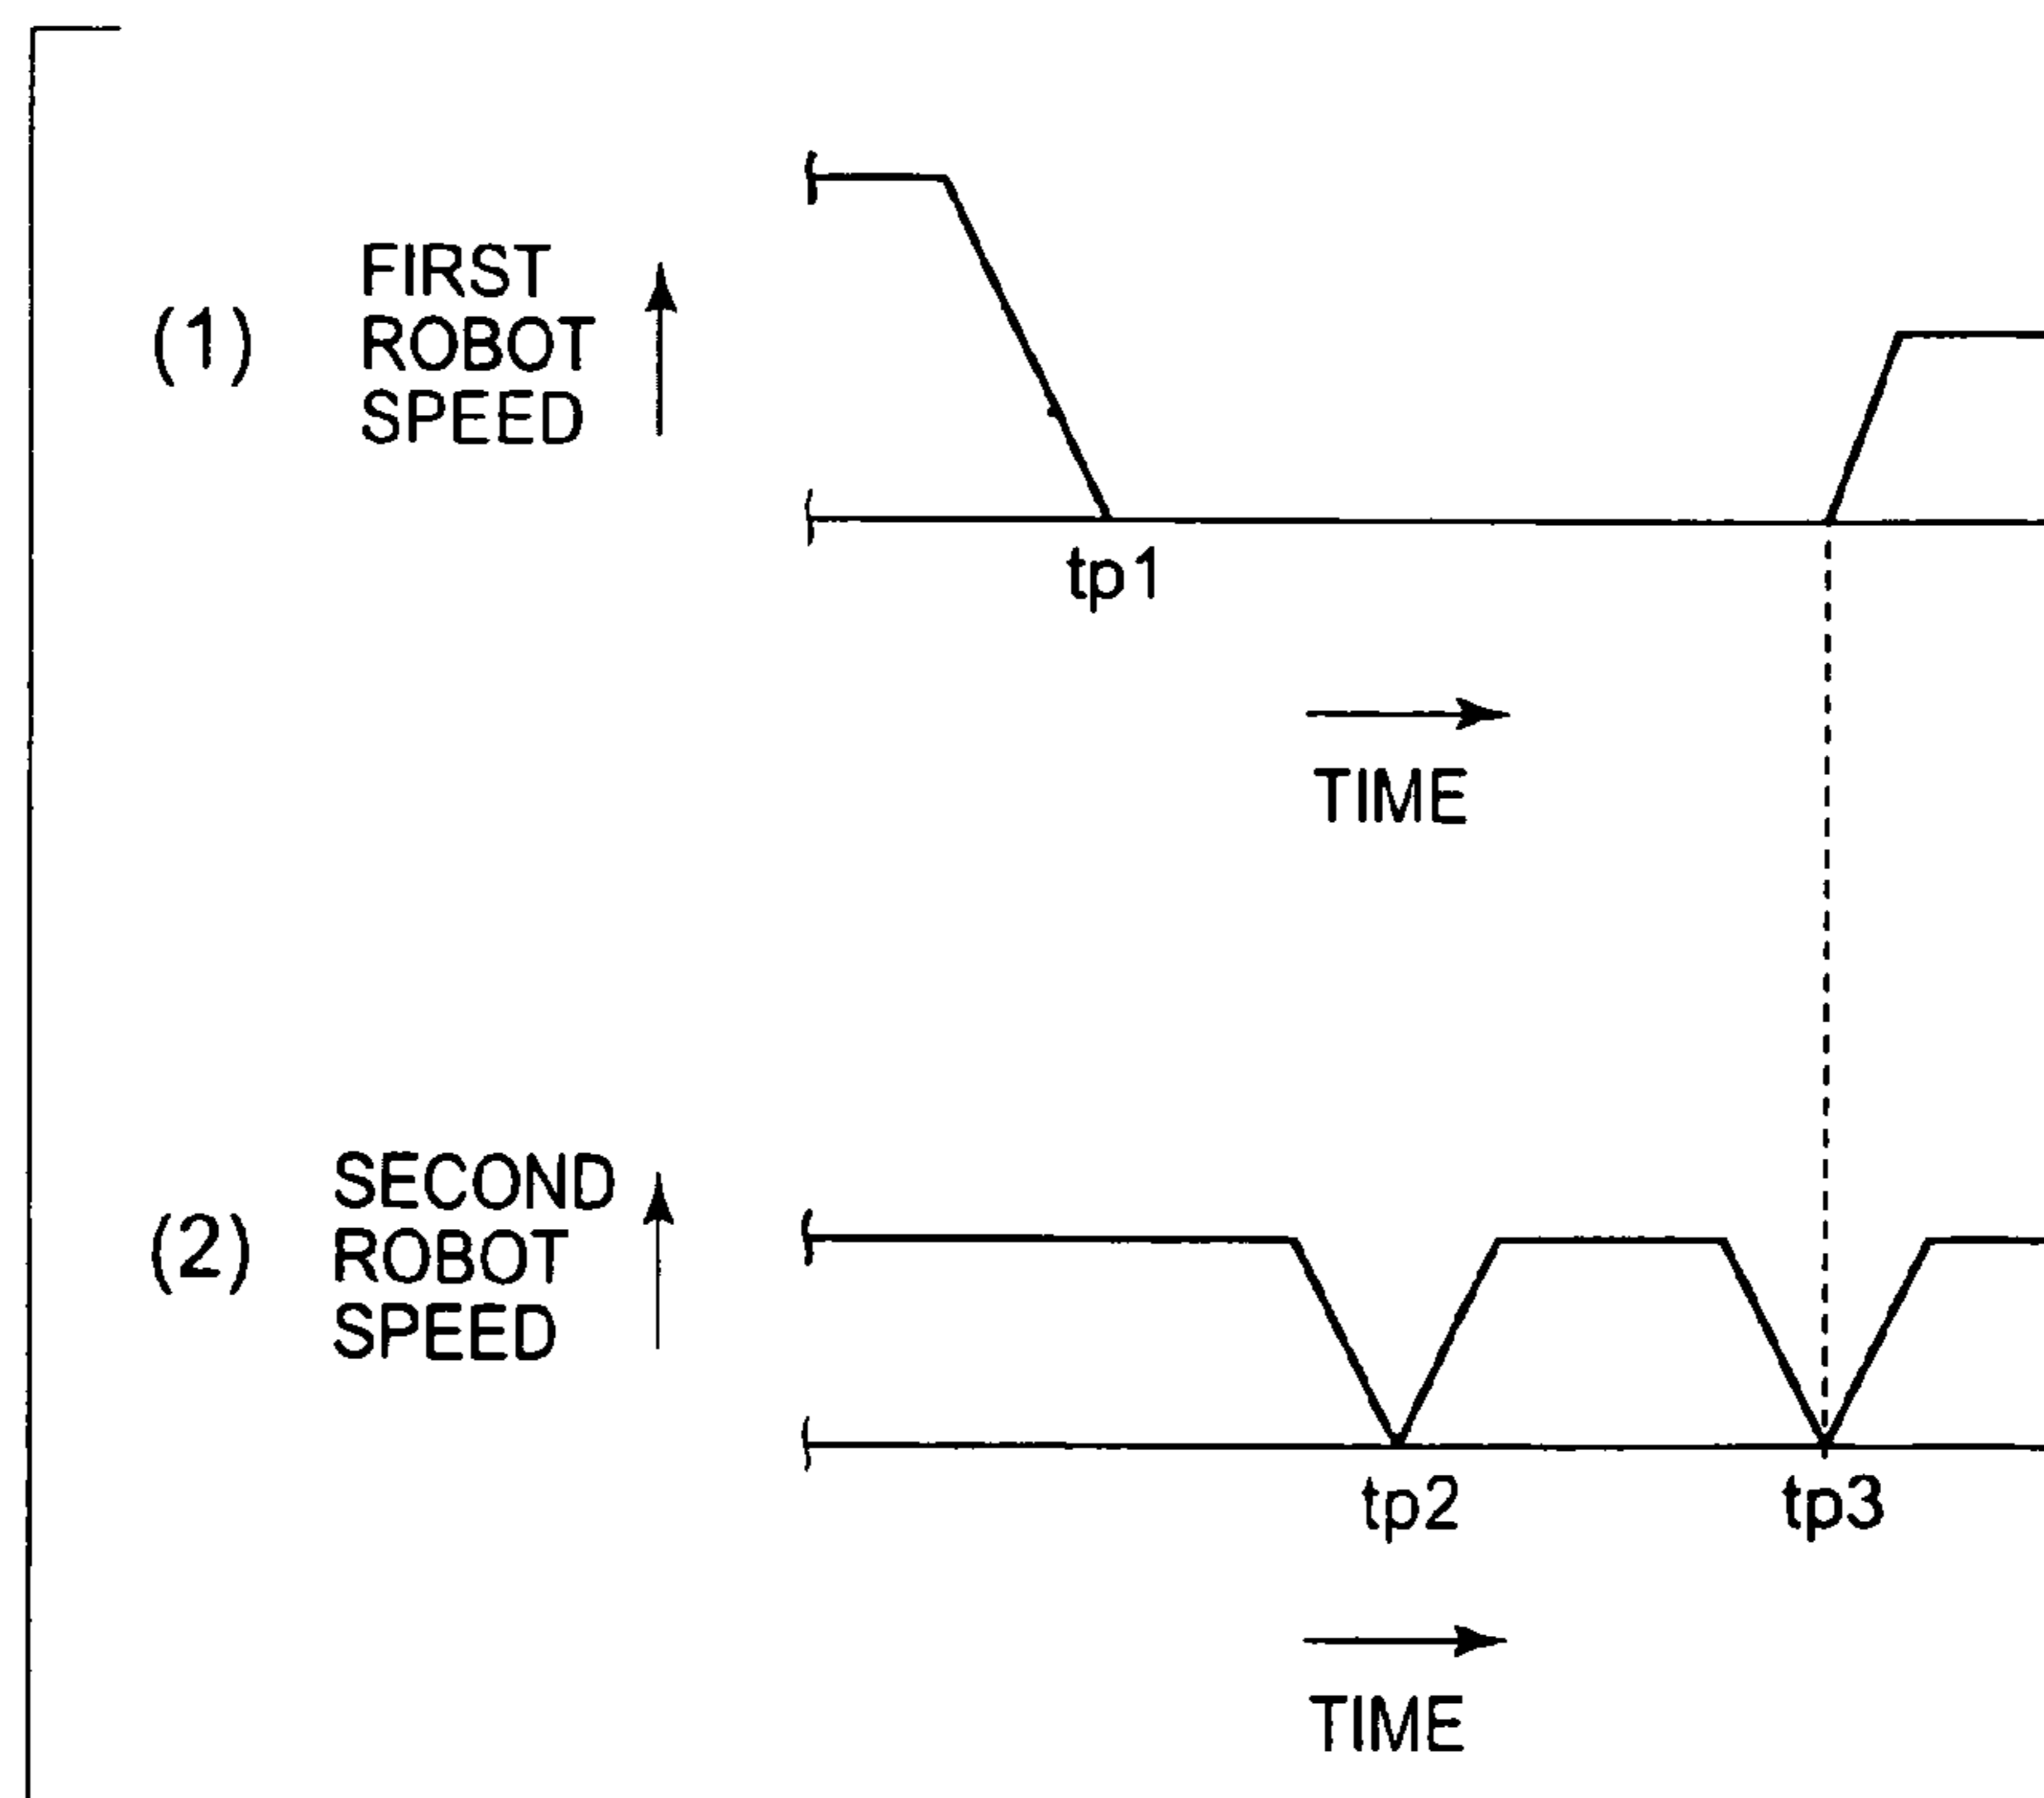 (1)
FIRST
ROBOT
SPEED
tp1
TIME
(2)
SECOND
ROBOT
SPEED
tp2
tp3
TIME